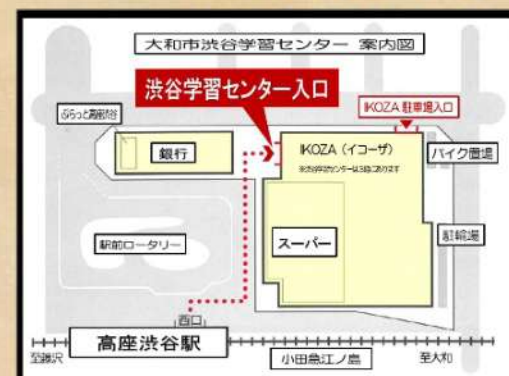 大和市渋谷学習センター 案内図
渋谷学習センター入口
IKOZA 駐車場入口
銀行
IKOZA（イコーザ）
バイク置場
駅前ロータリー
スーパー
駐輪場
西口
高座渋谷駅
至藤沢
小田急江ノ島
至大和